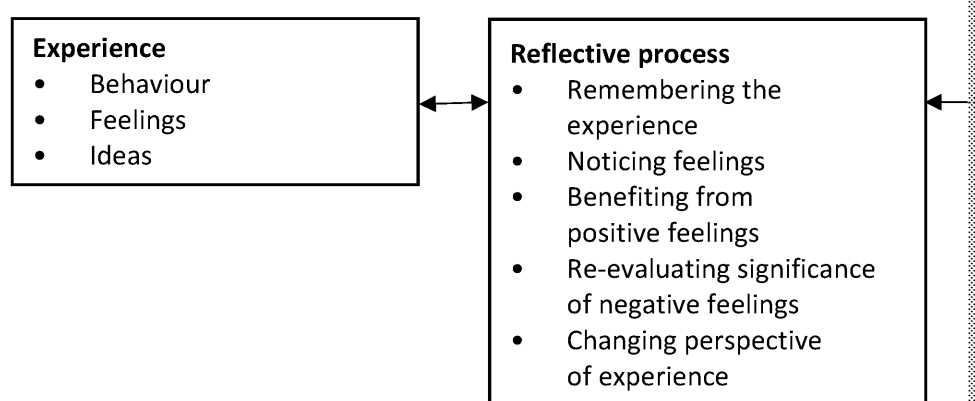 Experience
• Behaviour
• Feelings
• Ideas
Reflective process
• Remembering the
experience
• Noticing feelings
• Benefiting from
positive feelings
• Re-evaluating significance
of negative feelings
• Changing perspective
of experience